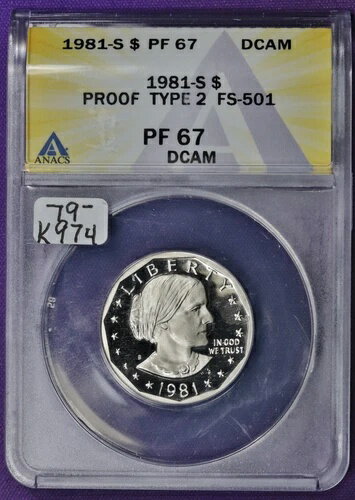 1981-S $ PF 67 DCAM
1981-S $
PROOF TYPE 2 FS-501
PF 67
DCAM
ANACS
79-
K974
LIBERTY
IN GOD
WE TRUST
1981